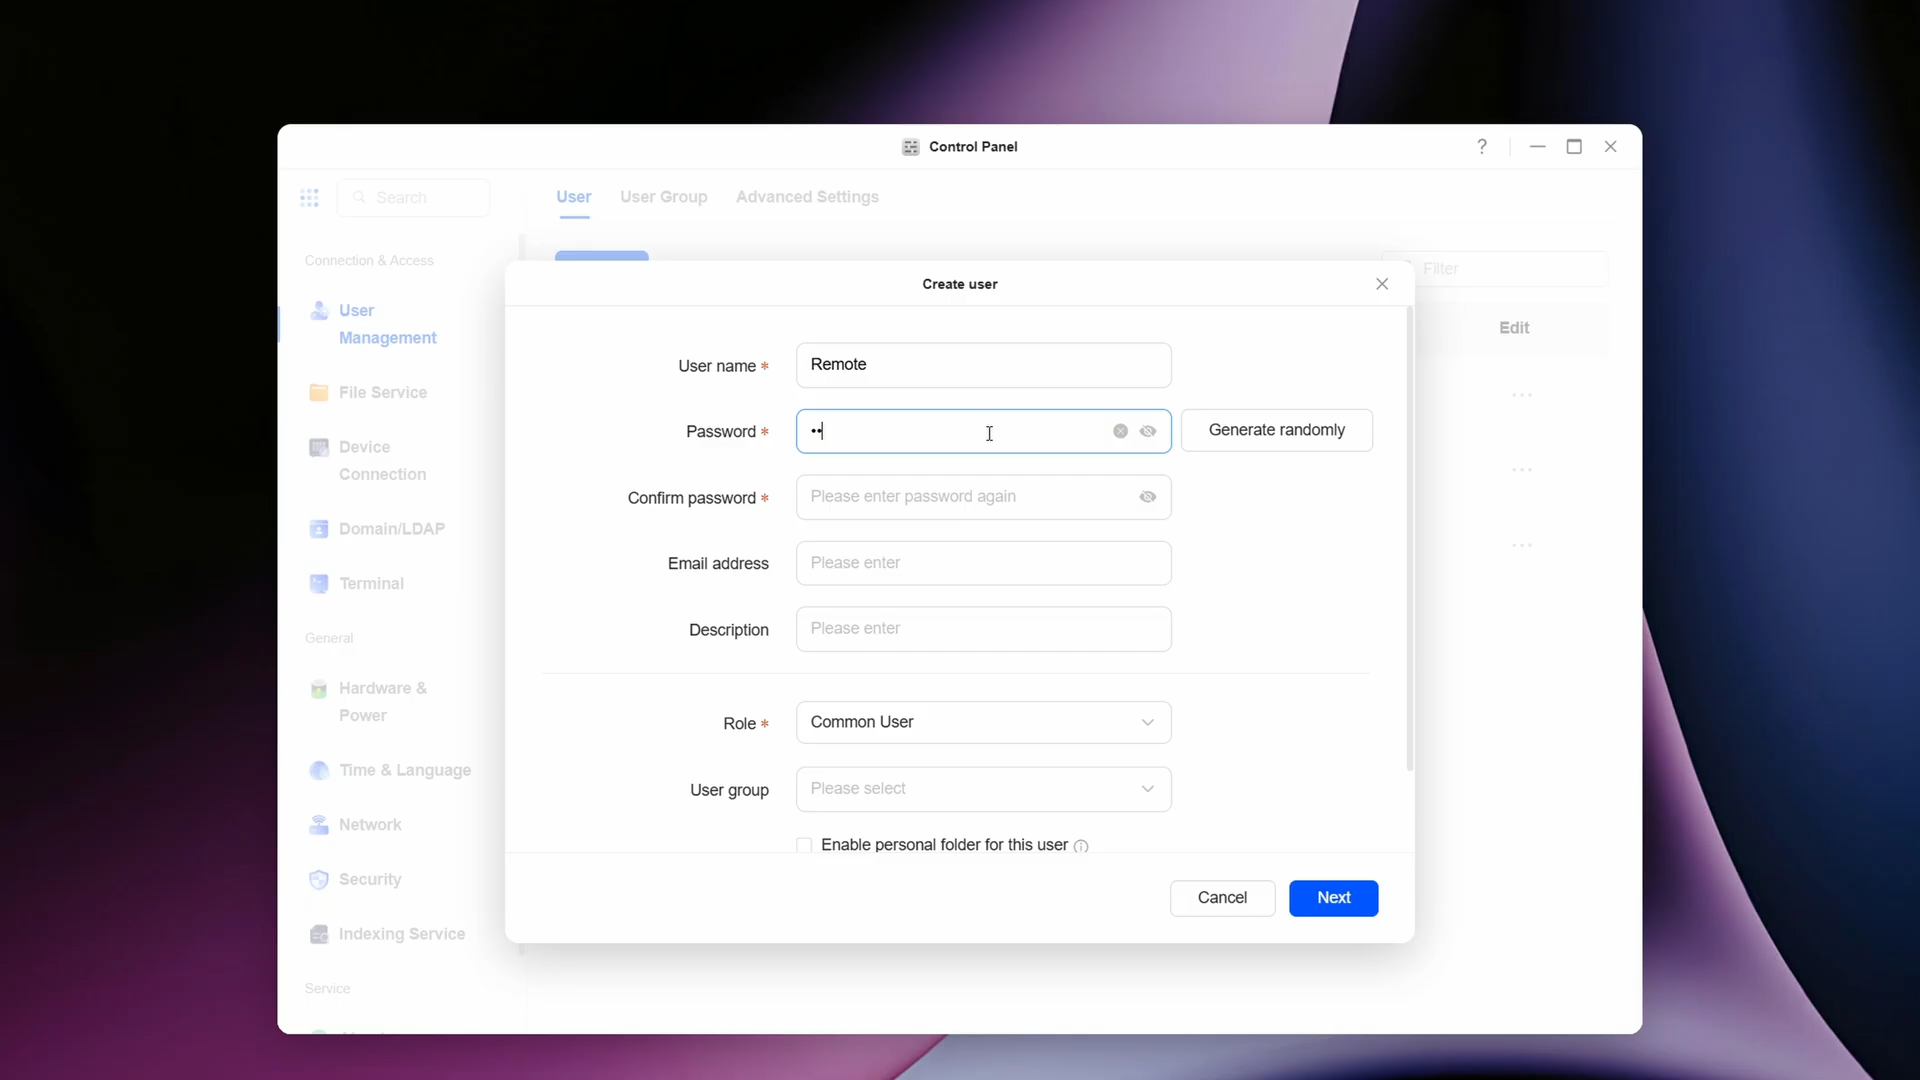 Control Panel
?
Search
User
User Group
Advanced Settings
Connection & Access
Filter
Create user
User
Management
Edit
User name *
Remote
File Service
Password *
••
Generate randomly
Device
Connection
Confirm password *
Please enter password again
Domain/LDAP
Email address
Please enter
Terminal
Description
Please enter
General
Hardware &
Power
Role *
Common User
Time & Language
User group
Please select
Network
Enable personal folder for this user
Security
Cancel
Next
Indexing Service
Service